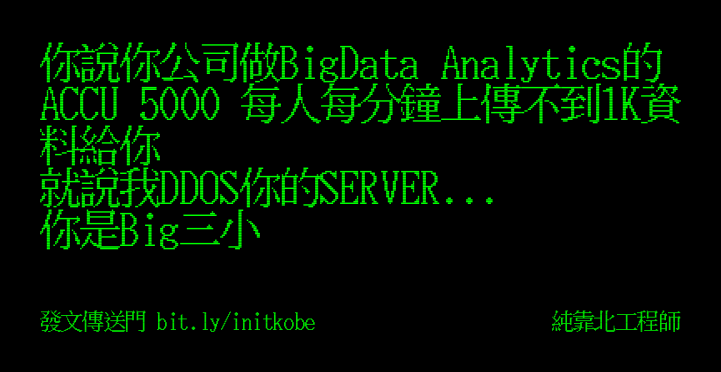 你說你公司做BigData Analytics的
ACCU 5000 每人每分鐘上傳不到1K資
料給你
就說我DDOS你的SERVER...
你是Big三小
發文傳送門 bit.ly/initkobe
純靠北工程師